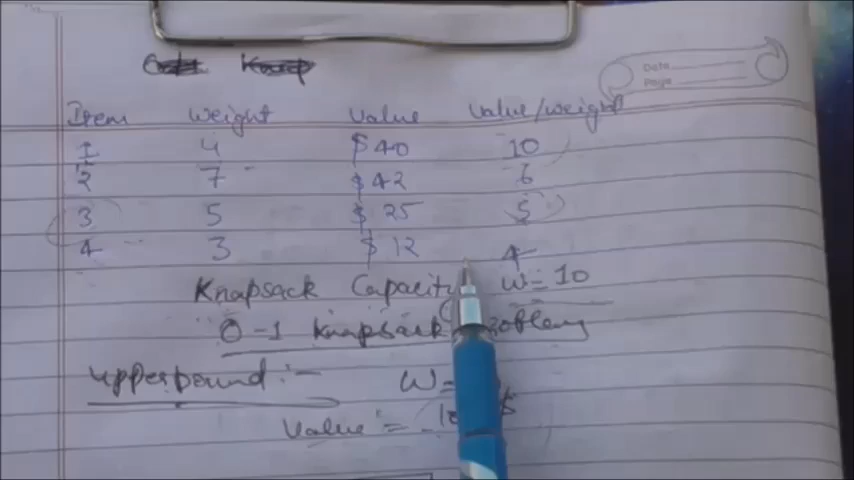 Date
Page
Item Weight Value Value/weight
1 4 $40 10
2 7 $42 6
3 5 $25 5
4 3 $12 4
Knapsack Capacity W=10
0-1 Knapsack
Upperbound :-
W=
Value =